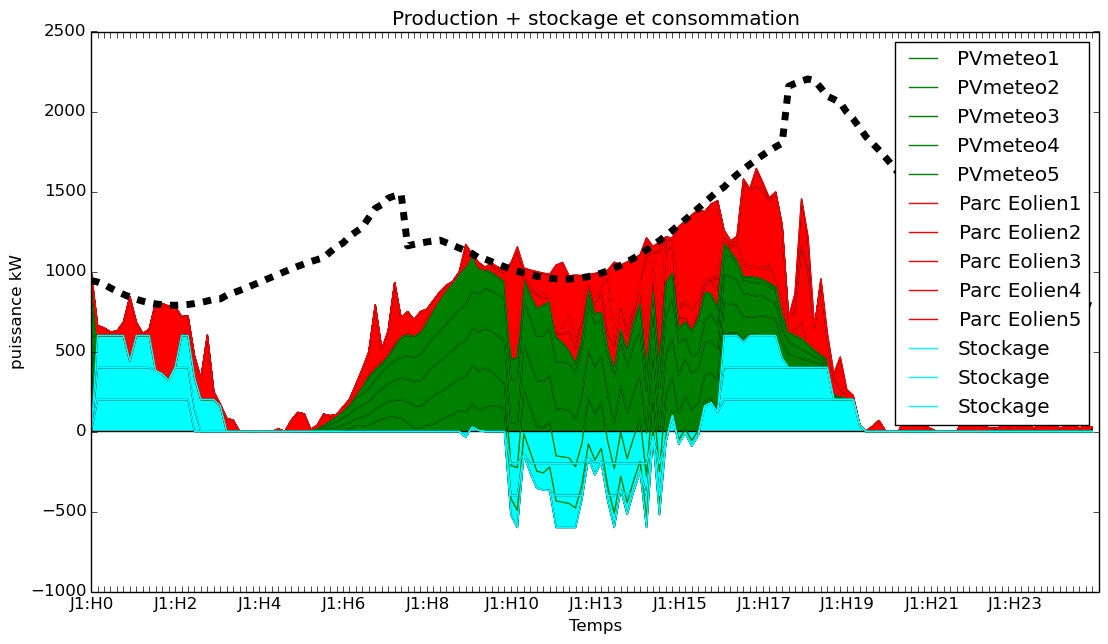 Production + stockage et consommation
puissance kW
2500
2000
1500
1000
500
0
−500
−1000
PVmeteo1
PVmeteo2
PVmeteo3
PVmeteo4
PVmeteo5
Parc Eolien1
Parc Eolien2
Parc Eolien3
Parc Eolien4
Parc Eolien5
Stockage
Stockage
Stockage
J1:H0 J1:H2 J1:H4 J1:H6 J1:H8 J1:H10 J1:H13 J1:H15 J1:H17 J1:H19 J1:H21 J1:H23
Temps